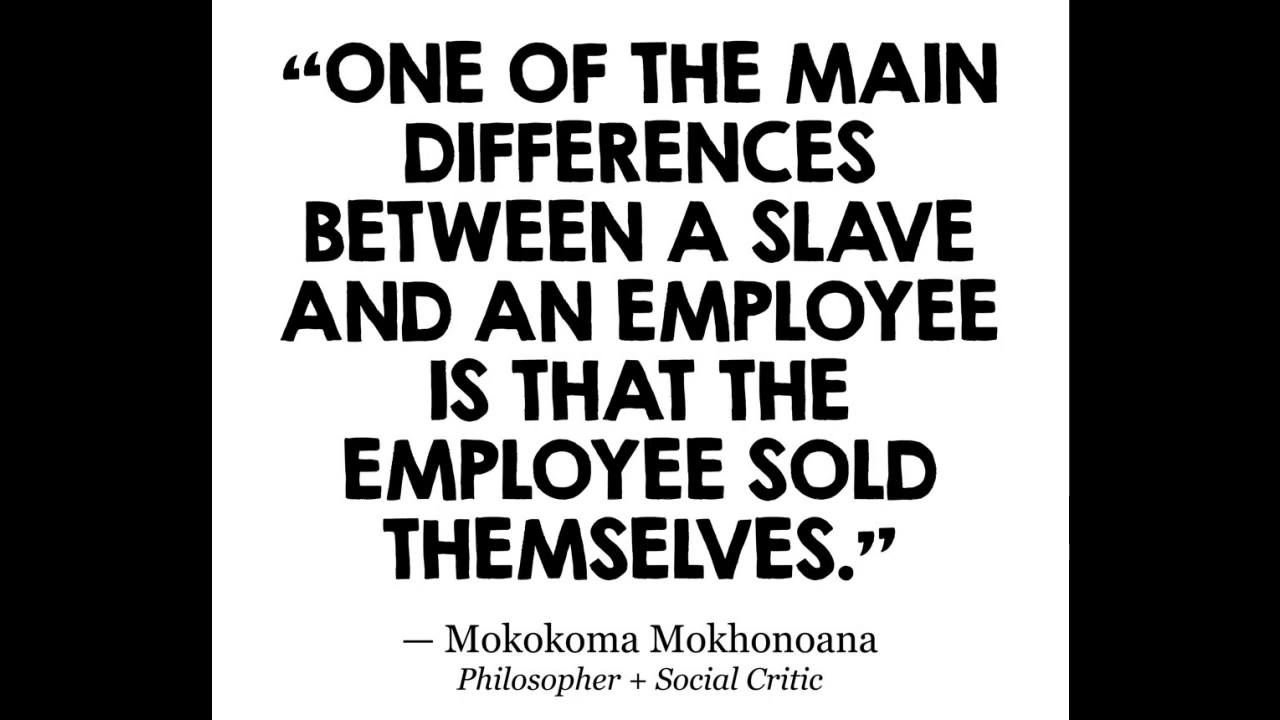 “ONE OF THE MAIN
DIFFERENCES
BETWEEN A SLAVE
AND AN EMPLOYEE
IS THAT THE
EMPLOYEE SOLD
THEMSELVES.”
— Mokokoma Mokhonoana
Philosopher + Social Critic